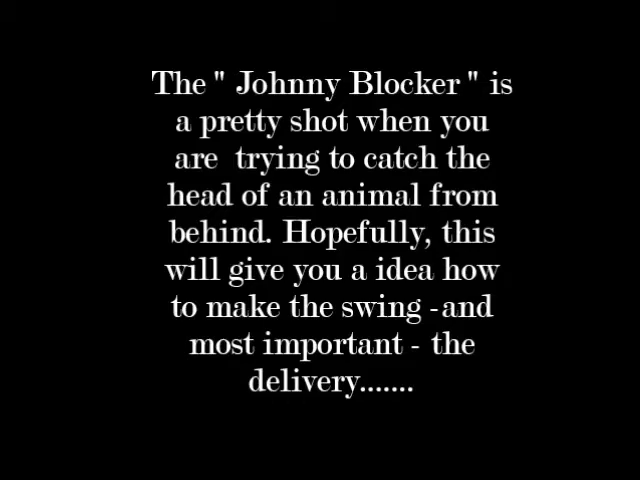 The " Johnny Blocker " is
a pretty shot when you
are  trying to catch the
head of an animal from
behind. Hopefully, this
will give you a idea how
to make the swing -and
most important - the
delivery.......